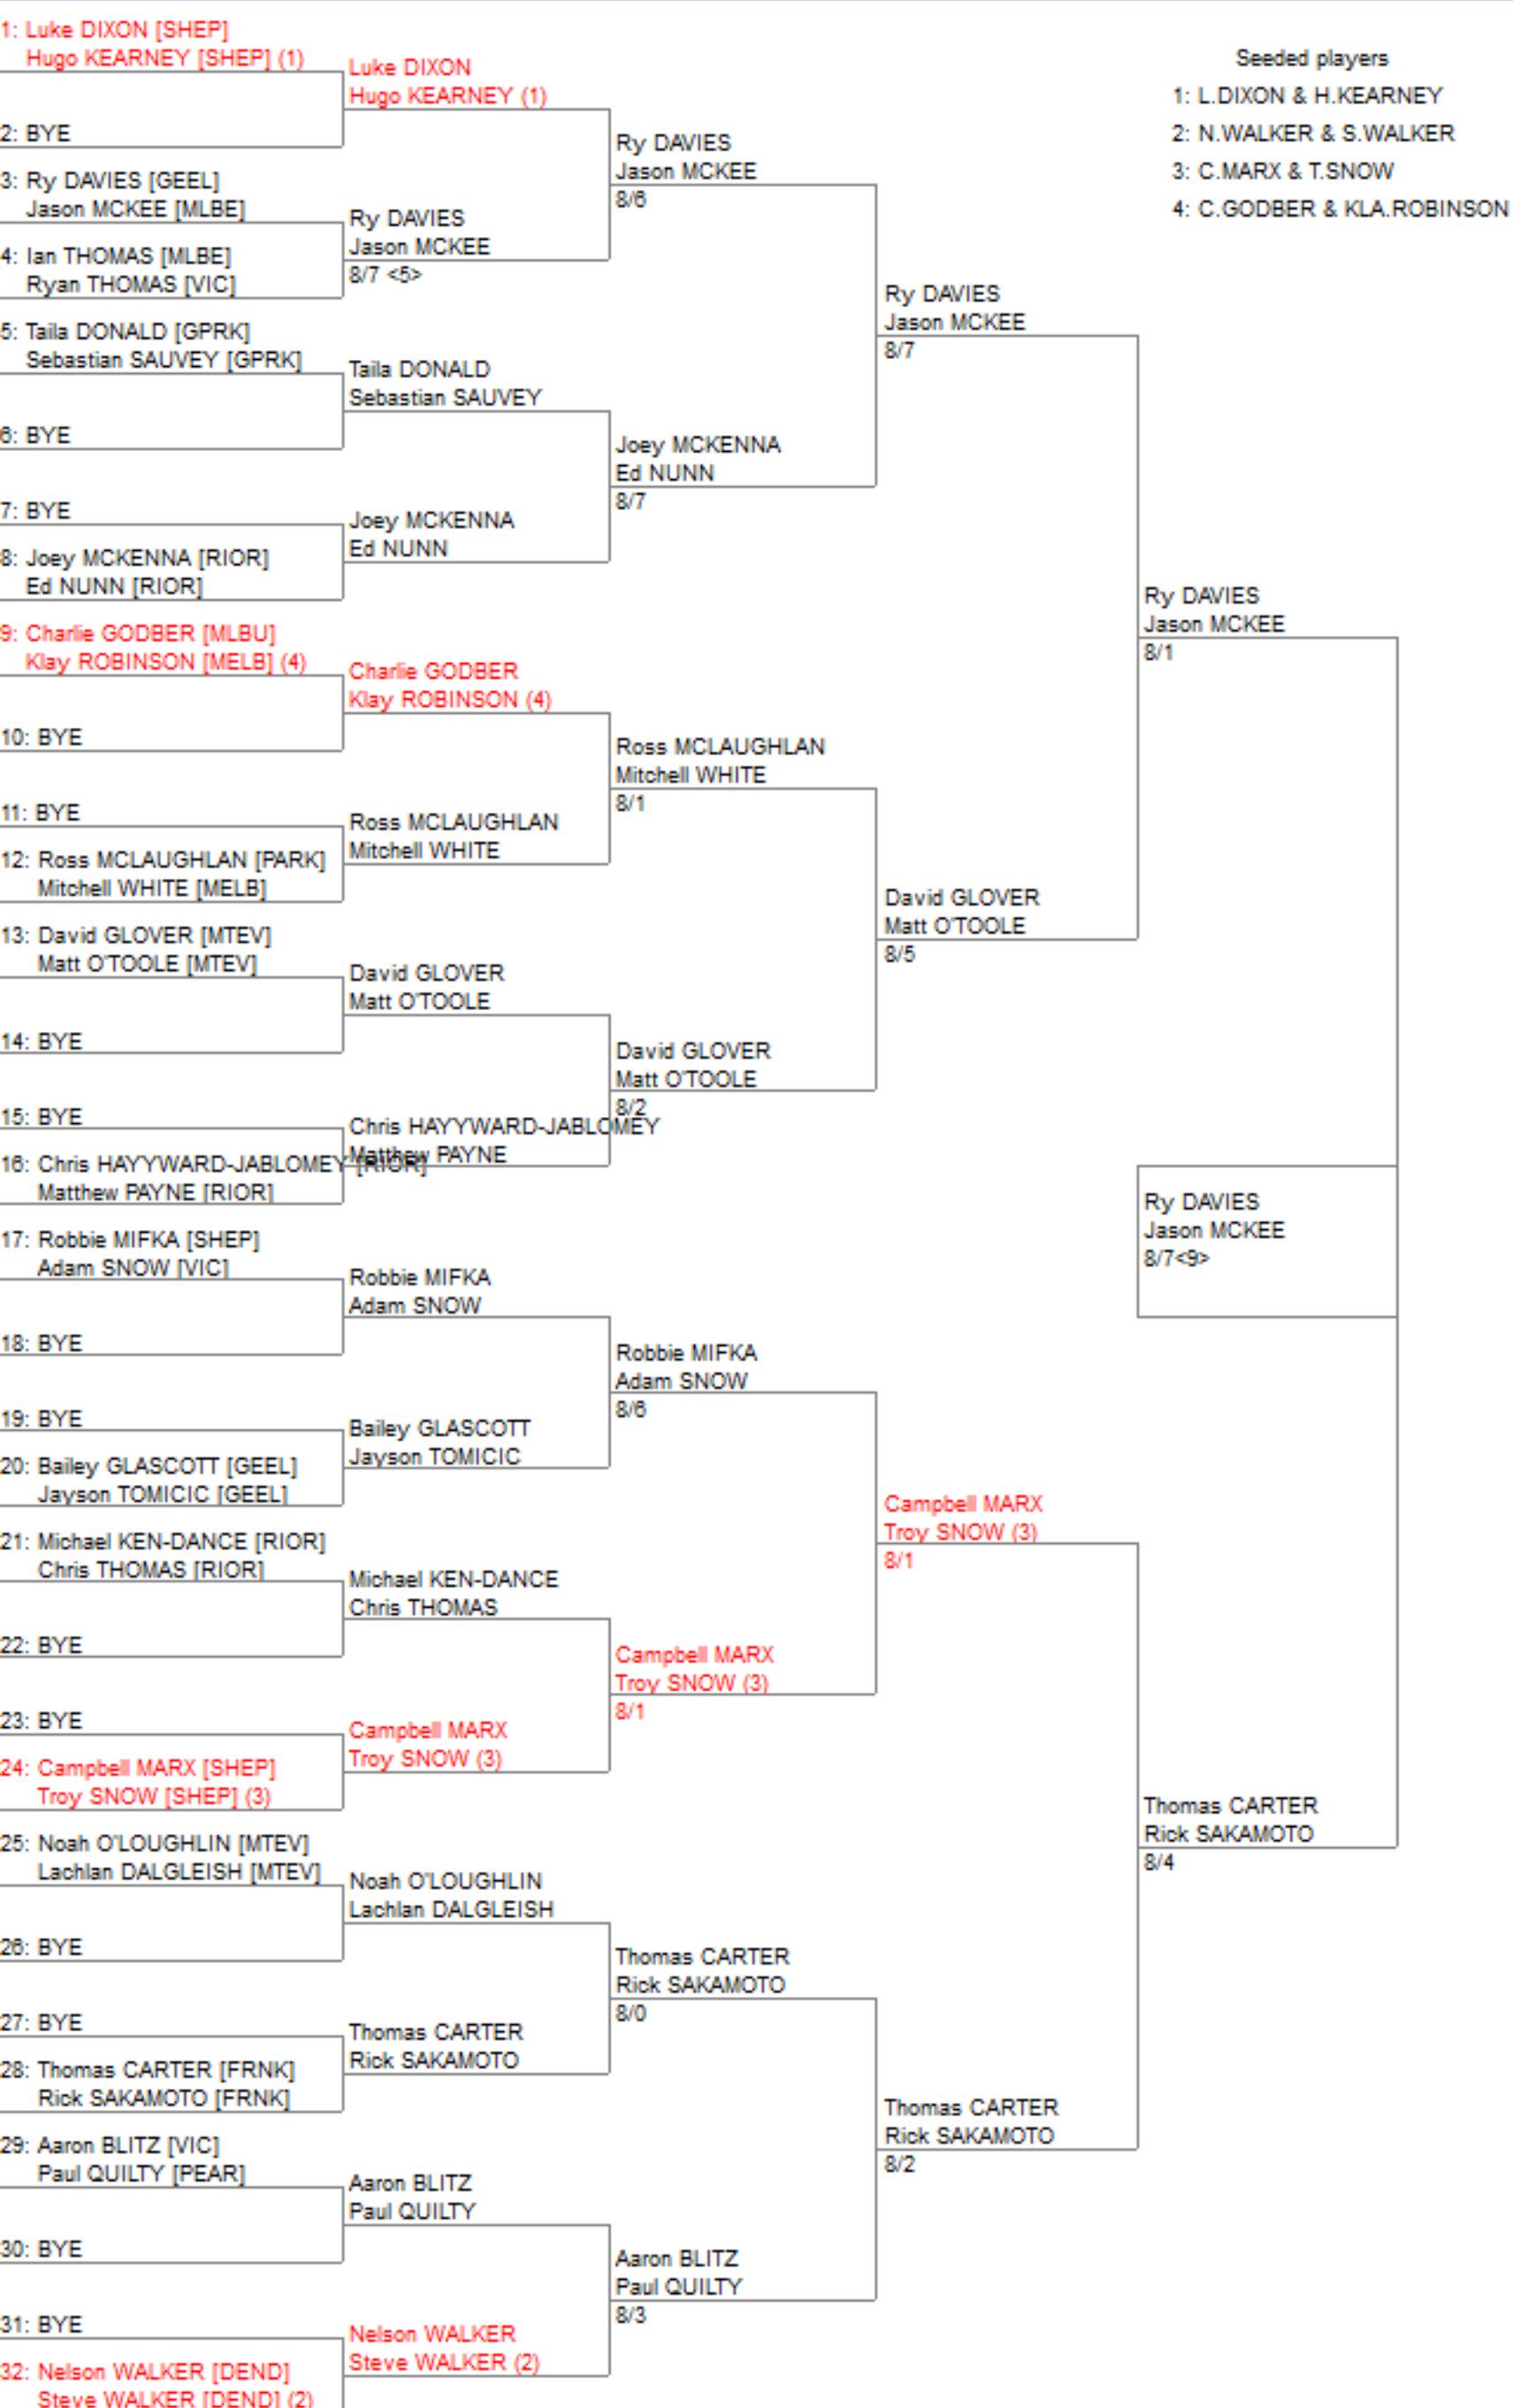 1: Luke DIXON [SHEP]
Hugo KEARNEY [SHEP] (1)
2: BYE
3: Ry DAVIES [GEEL]
Jason MCKEE [MLBE]
4: Ian THOMAS [MLBE]
Ryan THOMAS [VIC]
5: Taila DONALD [GPRK]
Sebastian SAUVEY [GPRK]
6: BYE
7: BYE
8: Joey MCKENNA [RIOR]
Ed NUNN [RIOR]
9: Charlie GODBER [MLBU]
Klay ROBINSON [MELB] (4)
10: BYE
11: BYE
12: Ross MCLAUGHLAN [PARK]
Mitchell WHITE [MELB]
13: David GLOVER [MTEV]
Matt O'TOOLE [MTEV]
14: BYE
15: BYE
16: Chris HAYYWARD-JABLOMEY [RIOR]
Matthew PAYNE [RIOR]
17: Robbie MIFKA [SHEP]
Adam SNOW [VIC]
18: BYE
19: BYE
20: Bailey GLASCOTT [GEEL]
Jayson TOMICIC [GEEL]
21: Michael KEN-DANCE [RIOR]
Chris THOMAS [RIOR]
22: BYE
23: BYE
24: Campbell MARX [SHEP]
Troy SNOW [SHEP] (3)
25: Noah O'LOUGHLIN [MTEV]
Lachlan DALGLEISH [MTEV]
26: BYE
27: BYE
28: Thomas CARTER [FRNK]
Rick SAKAMOTO [FRNK]
29: Aaron BLITZ [VIC]
Paul QUILTY [PEAR]
30: BYE
31: BYE
32: Nelson WALKER [DEND]
Steve WALKER [DEND] (2)
Luke DIXON
Hugo KEARNEY (1)
Ry DAVIES
Jason MCKEE
8/7 <5>
Taila DONALD
Sebastian SAUVEY
Joey MCKENNA
Ed NUNN
Charlie GODBER
Klay ROBINSON (4)
Ross MCLAUGHLAN
Mitchell WHITE
David GLOVER
Matt O'TOOLE
Chris HAYYWARD-JABLOMEY
Matthew PAYNE
Robbie MIFKA
Adam SNOW
Bailey GLASCOTT
Jayson TOMICIC
Michael KEN-DANCE
Chris THOMAS
Campbell MARX
Troy SNOW (3)
Noah O'LOUGHLIN
Lachlan DALGLEISH
Thomas CARTER
Rick SAKAMOTO
Aaron BLITZ
Paul QUILTY
Nelson WALKER
Steve WALKER (2)
Ry DAVIES
Jason MCKEE
8/6
Joey MCKENNA
Ed NUNN
8/7
Ross MCLAUGHLAN
Mitchell WHITE
8/1
David GLOVER
Matt O'TOOLE
8/2
Robbie MIFKA
Adam SNOW
8/6
Campbell MARX
Troy SNOW (3)
8/1
Thomas CARTER
Rick SAKAMOTO
8/0
Aaron BLITZ
Paul QUILTY
8/3
Ry DAVIES
Jason MCKEE
8/7
David GLOVER
Matt O'TOOLE
8/5
Campbell MARX
Troy SNOW (3)
8/1
Thomas CARTER
Rick SAKAMOTO
8/2
Ry DAVIES
Jason MCKEE
8/1
Ry DAVIES
Jason MCKEE
8/7<9>
Thomas CARTER
Rick SAKAMOTO
8/4
Seeded players
1: L.DIXON & H.KEARNEY
2: N.WALKER & S.WALKER
3: C.MARX & T.SNOW
4: C.GODBER & KLA.ROBINSON